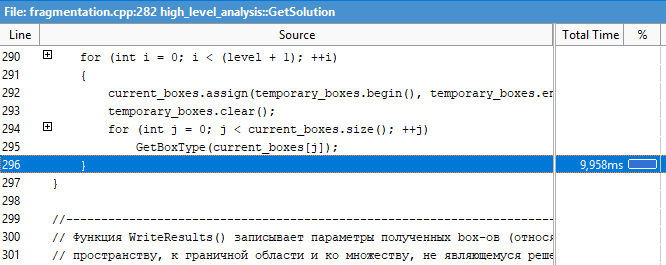 File: fragmentation.cpp:282 high_level_analysis::GetSolution
Line Source Total Time %
290 for (int i = 0; i < (level + 1); ++i)
291 {
292 current_boxes.assign(temporary_boxes.begin(), temporary_boxes.en
293 temporary_boxes.clear();
294 for (int j = 0; j < current_boxes.size(); ++j)
295 GetBoxType(current_boxes[j]);
296 } 9,958ms
297 }
298
299 //------------------------------------------------------------------
300 // Функция WriteResults() записывает параметры полученных box-ов (относя
301 // пространству, к граничной области и ко множеству, не являющемуся реше